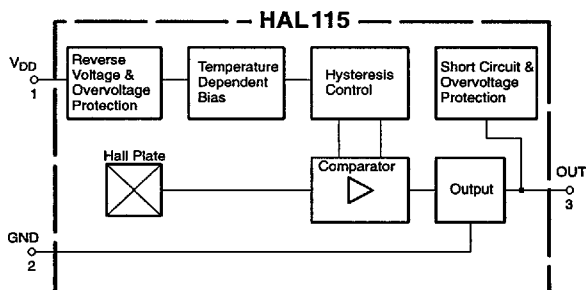 HAL 115
VDD
1
Reverse
Voltage &
Overvoltage
Protection
Temperature
Dependent
Bias
Hysteresis
Control
Short Circuit &
Overvoltage
Protection
Hall Plate
Comparator
Output
OUT
3
GND
2